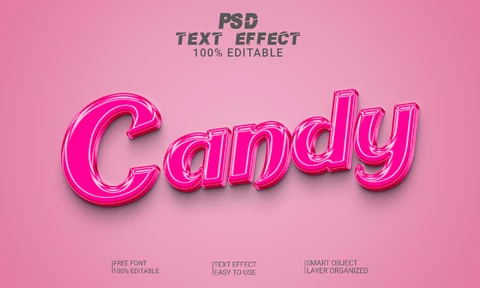 PSD
TEXT EFFECT
100% EDITABLE
Candy
FREE FONT
100% EDITABLE
TEXT EFFECT
EASY TO USE
SMART OBJECT
LAYER ORGANIZED